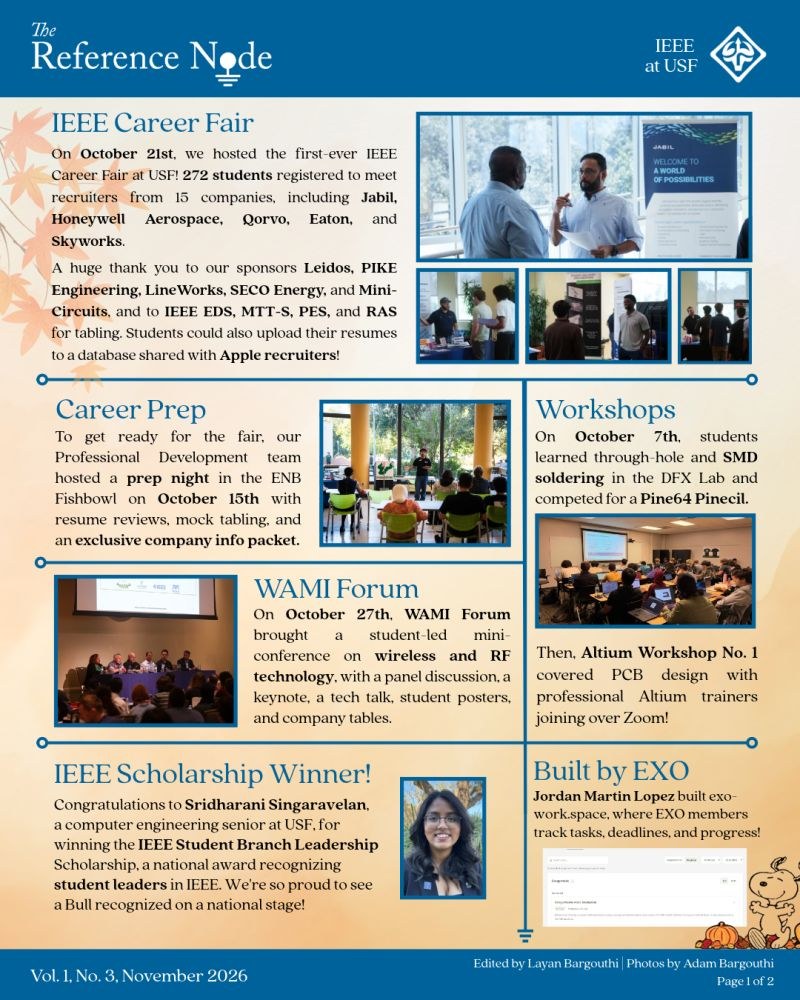 The
Reference Node
IEEE
at USF
IEEE Career Fair
On October 21st, we hosted the first-ever IEEE
Career Fair at USF! 272 students registered to meet
recruiters from 15 companies, including Jabil,
Honeywell Aerospace, Qorvo, Eaton, and
Skyworks.
A huge thank you to our sponsors Leidos, PIKE
Engineering, LineWorks, SECO Energy, and Mini-
Circuits, and to IEEE EDS, MTT-S, PES, and RAS
for tabling. Students could also upload their resumes
to a database shared with Apple recruiters!
JABIL
WELCOME TO
A WORLD
OF POSSIBILITIES
Career Prep
To get ready for the fair, our
Professional Development team
hosted a prep night in the ENB
Fishbowl on October 15th with
resume reviews, mock tabling, and
an exclusive company info packet.
Workshops
On October 7th, students
learned through-hole and SMD
soldering in the DFX Lab and
competed for a Pine64 Pinecil.
Then, Altium Workshop No. 1
covered PCB design with
professional Altium trainers
joining over Zoom!
WAMI Forum
On October 27th, WAMI Forum
brought a student-led mini-
conference on wireless and RF
technology, with a panel discussion, a
keynote, a tech talk, student posters,
and company tables.
IEEE Scholarship Winner!
Congratulations to Sridharani Singaravelan,
a computer engineering senior at USF, for
winning the IEEE Student Branch Leadership
Scholarship, a national award recognizing
student leaders in IEEE. We're so proud to see
a Bull recognized on a national stage!
Built by EXO
Jordan Martin Lopez built exo-
work.space, where EXO members
track tasks, deadlines, and progress!
Vol. 1, No. 3, November 2026
Edited by Layan Bargouthi | Photos by Adam Bargouthi
Page 1 of 2